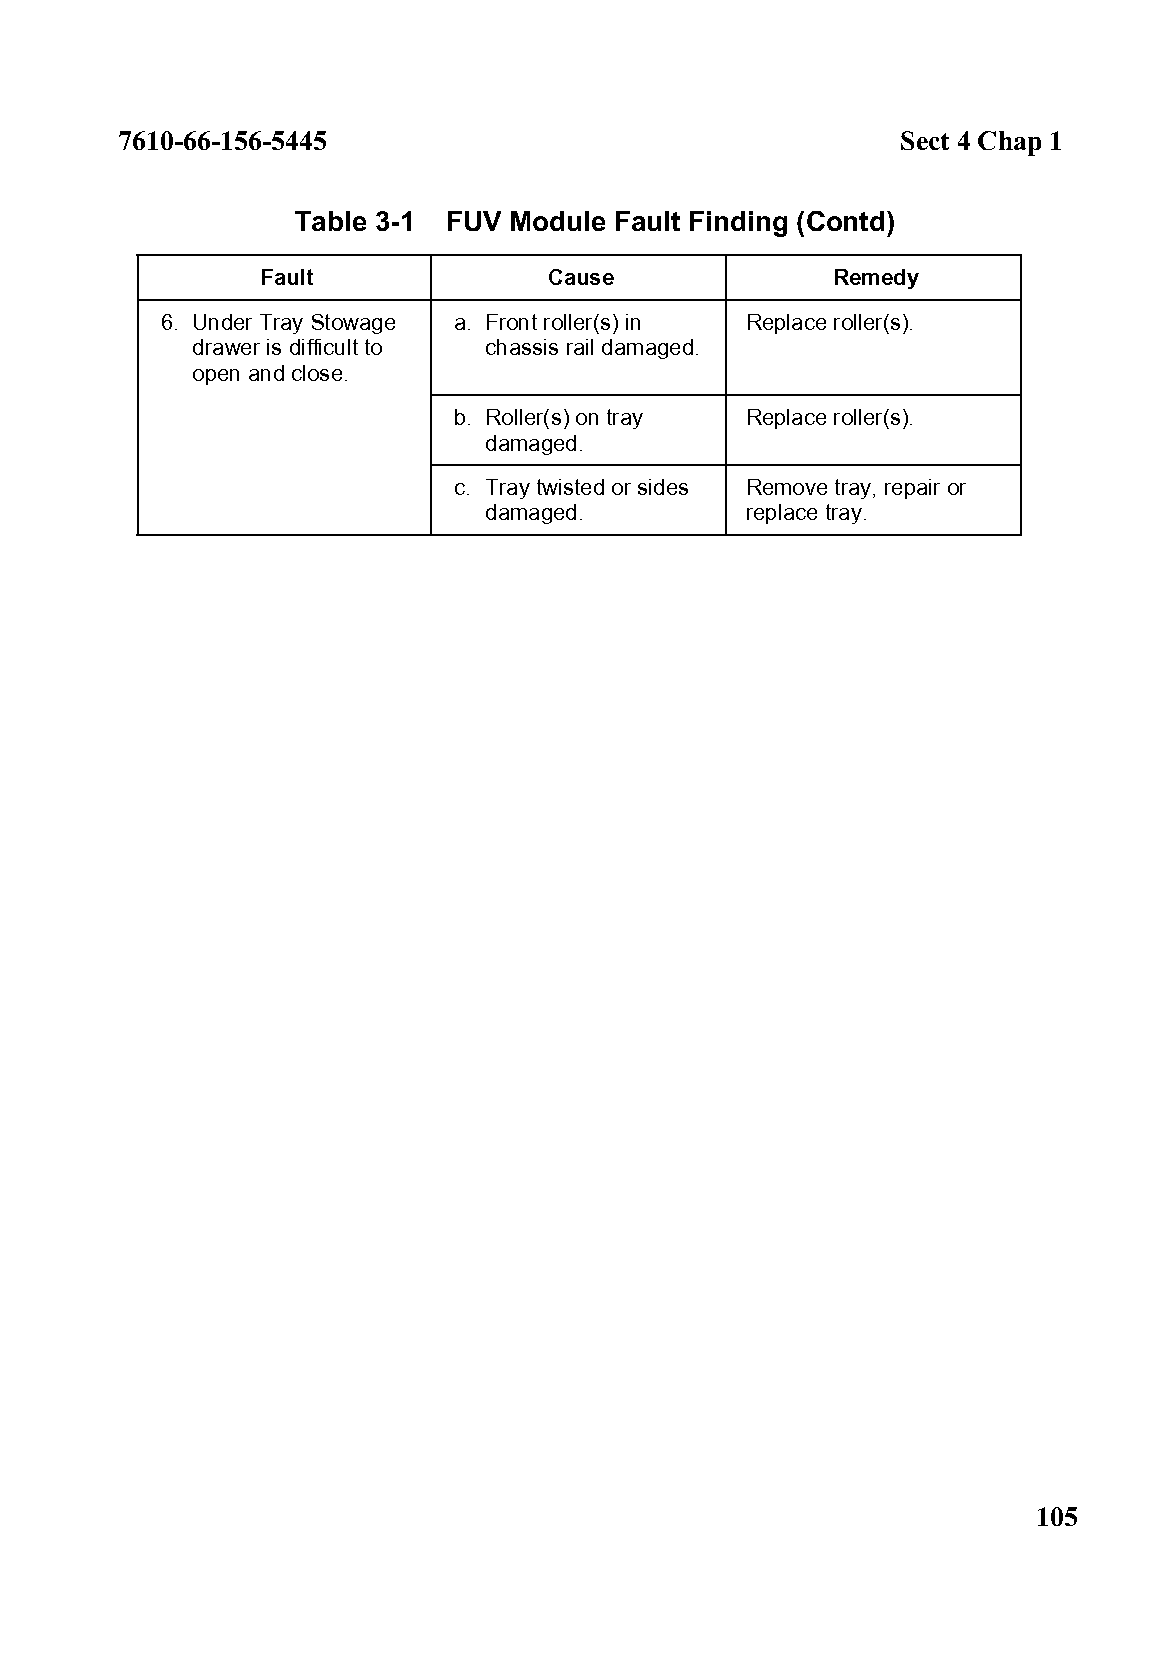 7610-66-156-5445 Sect 4 Chap 1
Table 3-1 FUV Module Fault Finding (Contd)
Fault Cause Remedy
6. Under Tray Stowage
drawer is difficult to
open and close.
a. Front roller(s) in
chassis rail damaged.
Replace roller(s).
b. Roller(s) on tray
damaged.
Replace roller(s).
c. Tray twisted or sides
damaged.
Remove tray, repair or
replace tray.
105